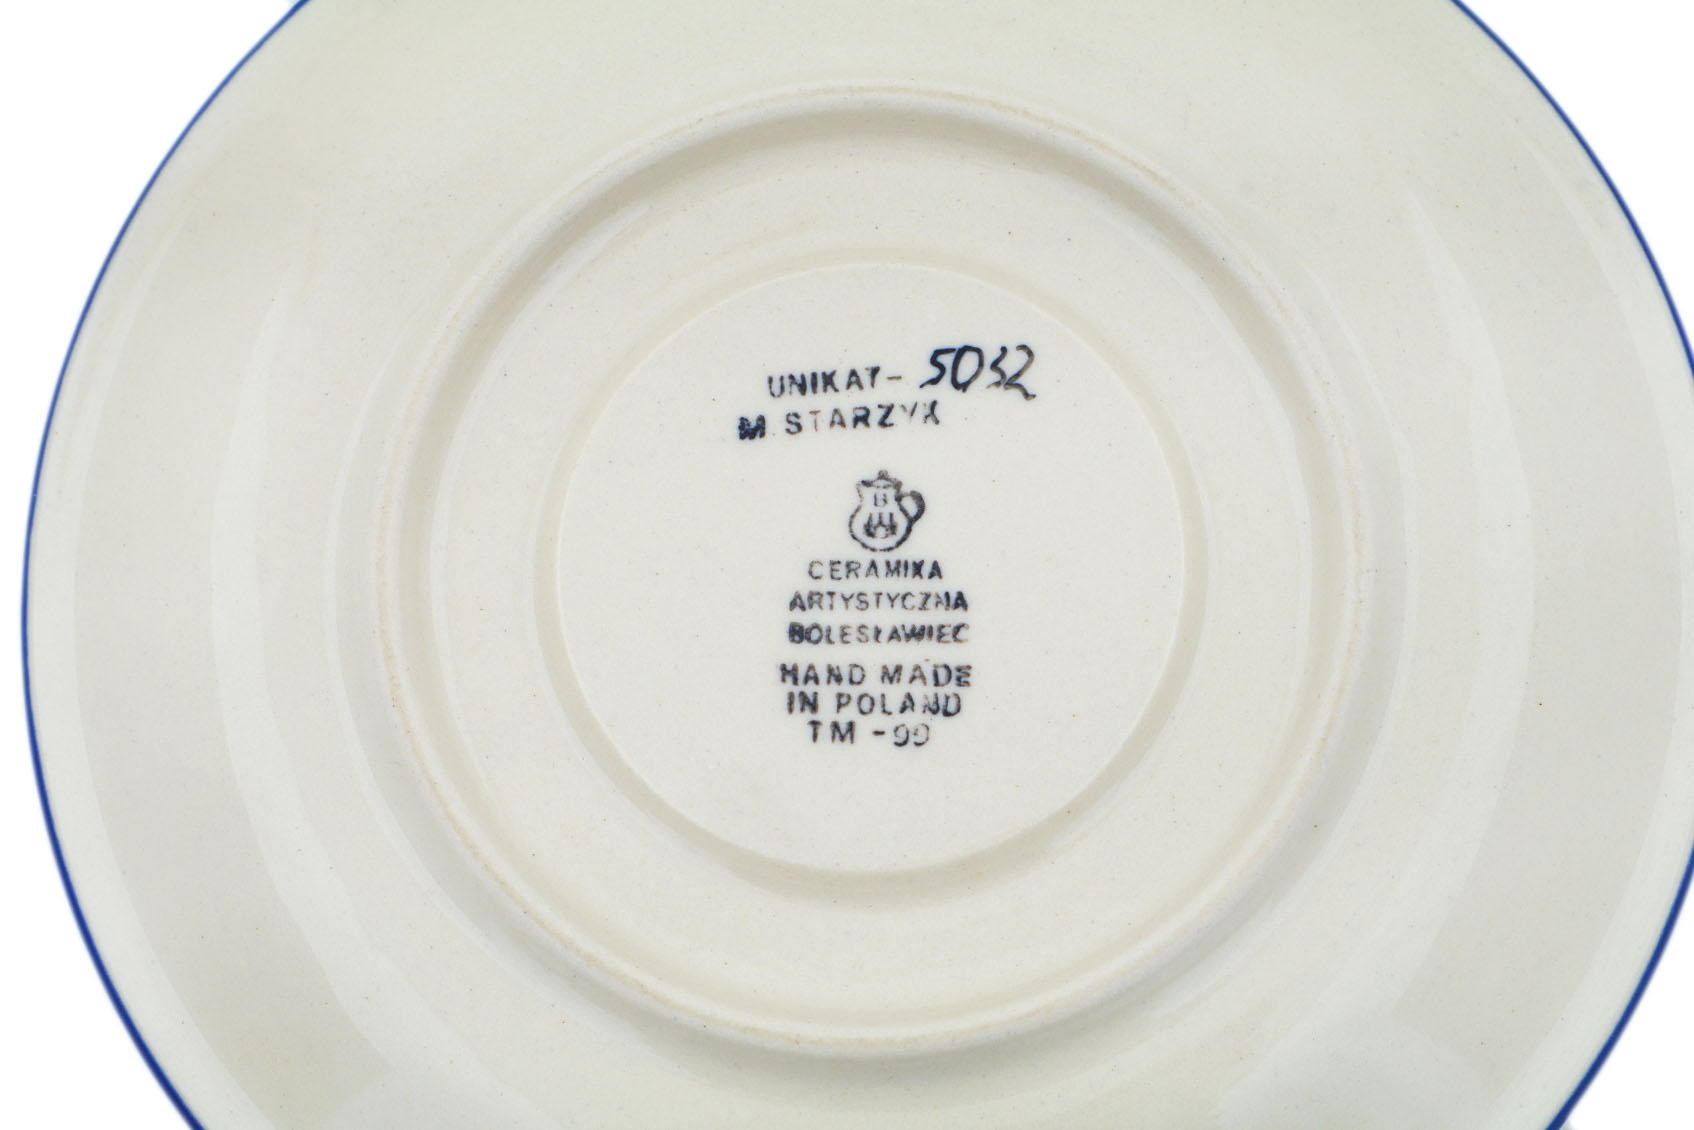 UNIKAT- 5032
M. STARZYK
B
CERAMIKA
ARTYSTYCZNA
BOLESŁAWIEC
HAND MADE
IN POLAND
TM -99